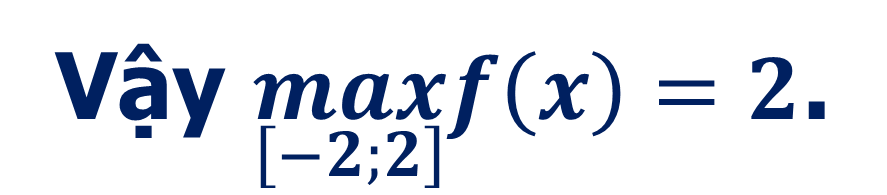 Vậy max f(x) = 2.
[−2;2]